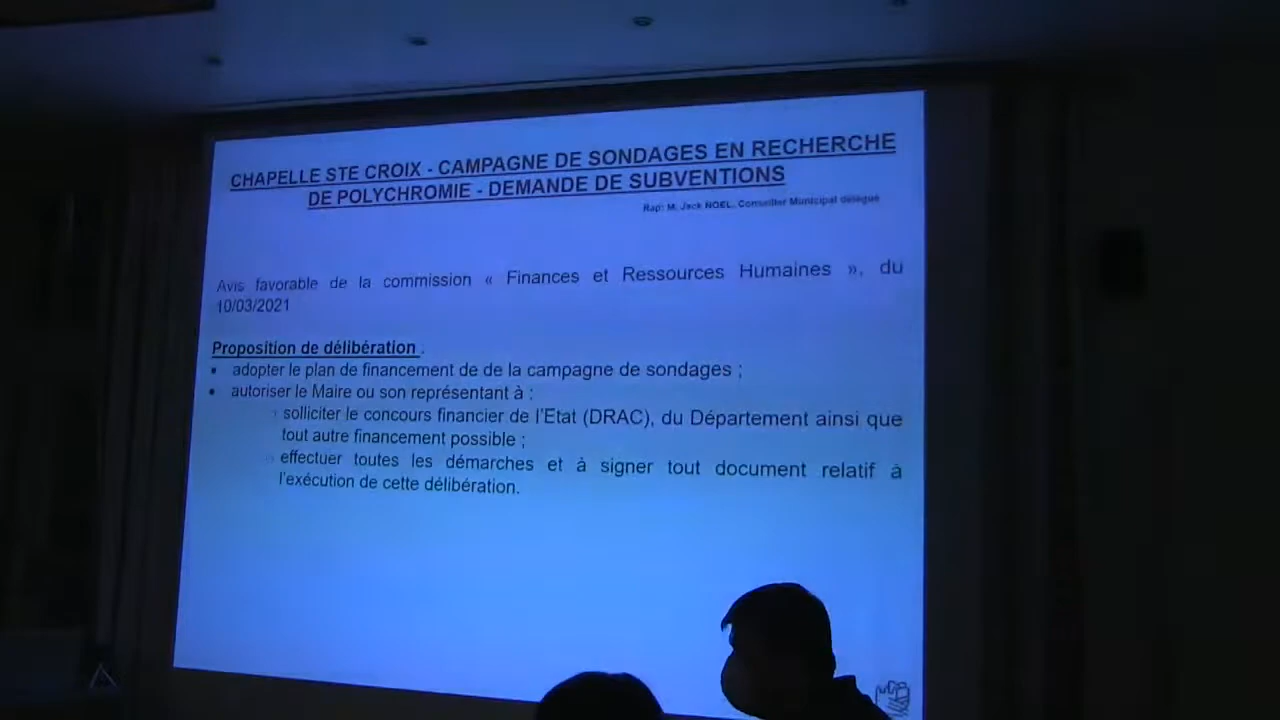 CHAPELLE STE CROIX - CAMPAGNE DE SONDAGES EN RECHERCHE
DE POLYCHROMIE - DEMANDE DE SUBVENTIONS
Rap: M. Jack NOEL, Conseiller Municipal délégué
Avis favorable de la commission « Finances et Ressources Humaines », du
10/03/2021
Proposition de délibération :
• adopter le plan de financement de de la campagne de sondages ;
• autoriser le Maire ou son représentant à :
solliciter le concours financier de l'Etat (DRAC), du Département ainsi que
tout autre financement possible ;
effectuer toutes les démarches et à signer tout document relatif à
l'exécution de cette délibération.